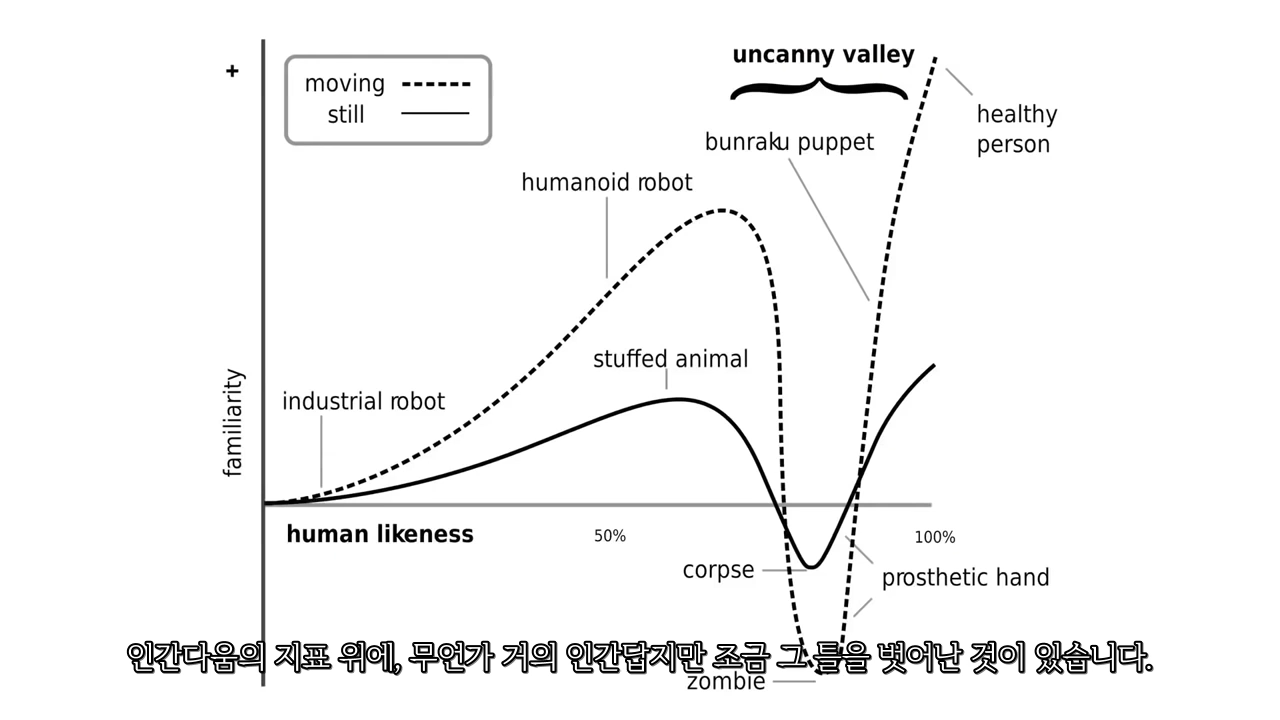 +
uncanny valley
moving
still
healthy
person
bunraku puppet
humanoid robot
stuffed animal
industrial robot
familiarity
human likeness
50%
100%
corpse
prosthetic hand
인간다움의 지표 위에, 무언가 거의 인간답지만 조금 그 틀을 벗어난 것이 있습니다.
zombie